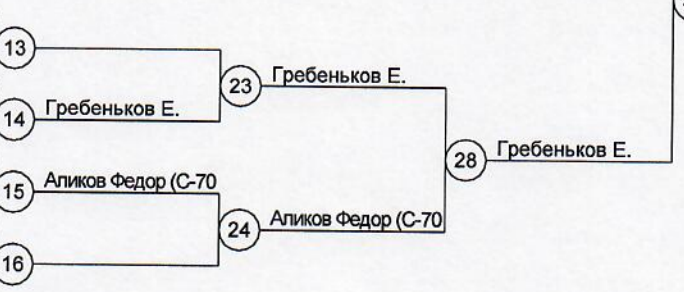 13
14 Гребеньков Е.
23 Гребеньков Е.
15 Аликов Федор (С-70
16
24 Аликов Федор (С-70
28 Гребеньков Е.